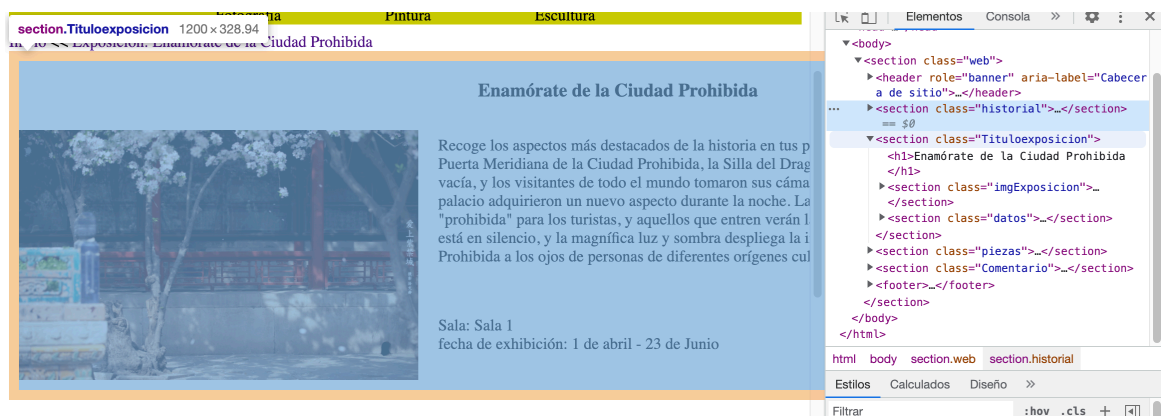 Fotografía Pintura Escultura
section.Tituloexposicion 1200 × 328.94
Inicio << Exposición: Enamórate de la Ciudad Prohibida
Enamórate de la Ciudad Prohibida
Recoge los aspectos más destacados de la historia en tus p
Puerta Meridiana de la Ciudad Prohibida, la Silla del Drag
vacía, y los visitantes de todo el mundo tomaron sus cáma
palacio adquirieron un nuevo aspecto durante la noche. La
"prohibida" para los turistas, y aquellos que entren verán l
está en silencio, y la magnífica luz y sombra despliega la i
Prohibida a los ojos de personas de diferentes orígenes cul
Sala: Sala 1
fecha de exhibición: 1 de abril - 23 de Junio
Elementos Consola »
▼<body>
▼<section class="web">
▶<header role="banner" aria-label="Cabecer
a de sitio">…</header>
… ▶<section class="historial">…</section>
== $0
▼<section class="Tituloexposicion">
<h1>Enamórate de la Ciudad Prohibida
</h1>
▶<section class="imgExposicion">…
</section>
▶<section class="datos">…</section>
</section>
▶<section class="piezas">…</section>
▶<section class="Comentario">…</section>
▶<footer>…</footer>
</section>
</body>
</html>
html body section.web section.historial
Estilos Calculados Diseño »
Filtrar :hov .cls +